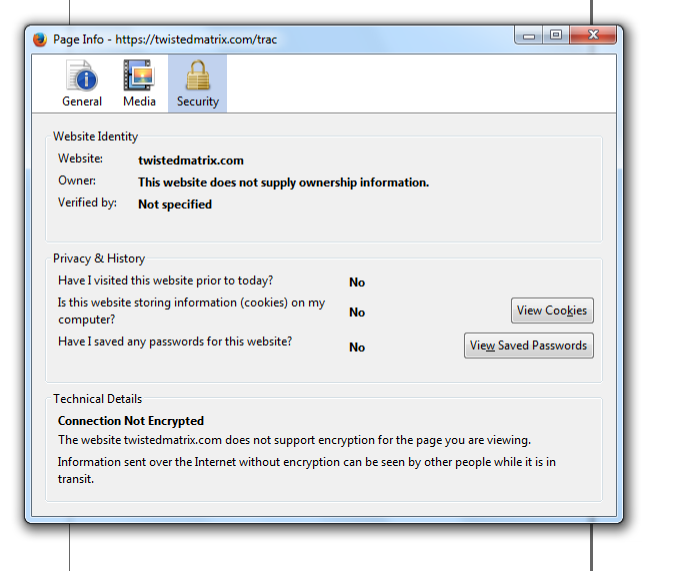 Page Info - https://twistedmatrix.com/trac
General Media Security
Website Identity
Website: twistedmatrix.com
Owner: This website does not supply ownership information.
Verified by: Not specified
Privacy & History
Have I visited this website prior to today? No
Is this website storing information (cookies) on my
computer? No View Cookies
Have I saved any passwords for this website? No View Saved Passwords
Technical Details
Connection Not Encrypted
The website twistedmatrix.com does not support encryption for the page you are viewing.
Information sent over the Internet without encryption can be seen by other people while it is in
transit.